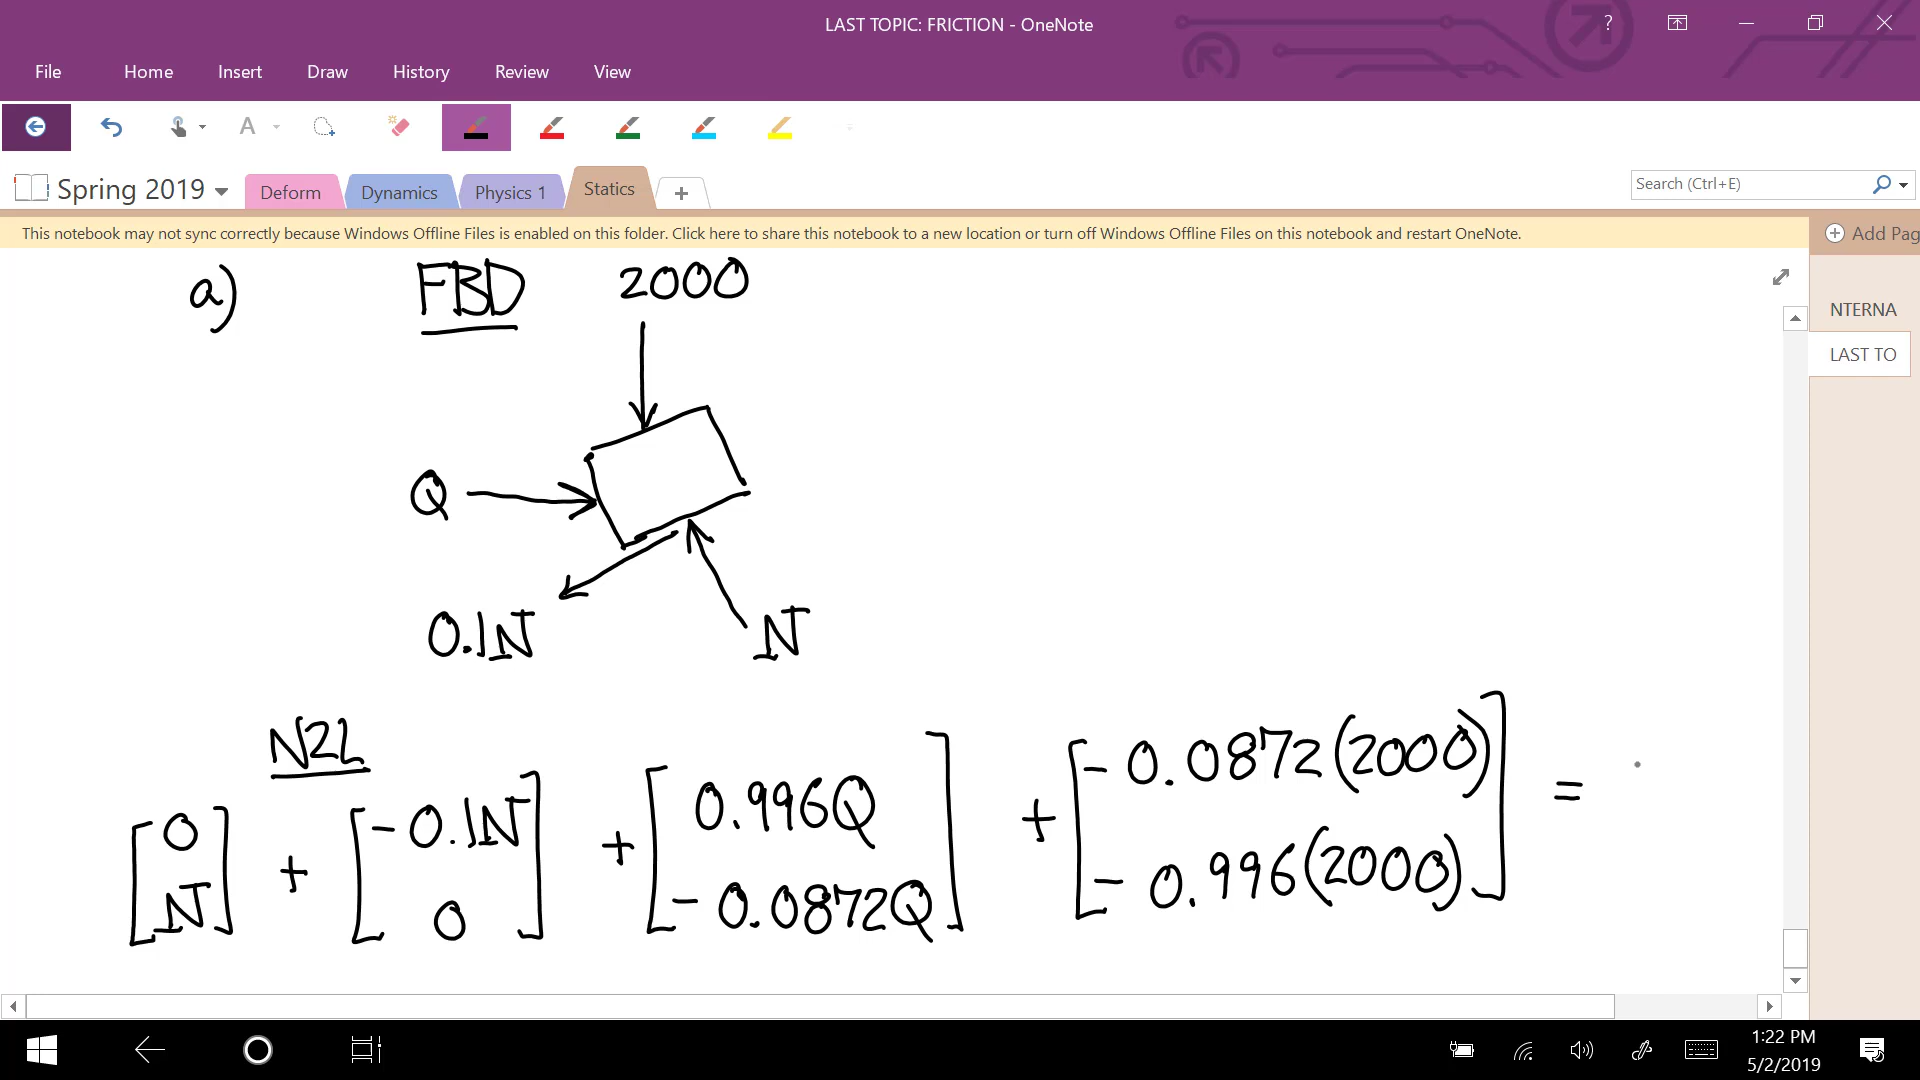 LAST TOPIC: FRICTION - OneNote
?
File Home Insert Draw History Review View
A
Spring 2019 Deform Dynamics Physics 1 Statics +
Search (Ctrl+E)
This notebook may not sync correctly because Windows Offline Files is enabled on this folder. Click here to share this notebook to a new location or turn off Windows Offline Files on this notebook and restart OneNote.
Add Pag
NTERNA
LAST TO
a) FBD 2000
Q
0.1N N
N2L
[0 N] + [-0.1N 0] + [0.996Q -0.0872Q] + [-0.0872(2000) -0.996(2000)] =
1:22 PM
5/2/2019